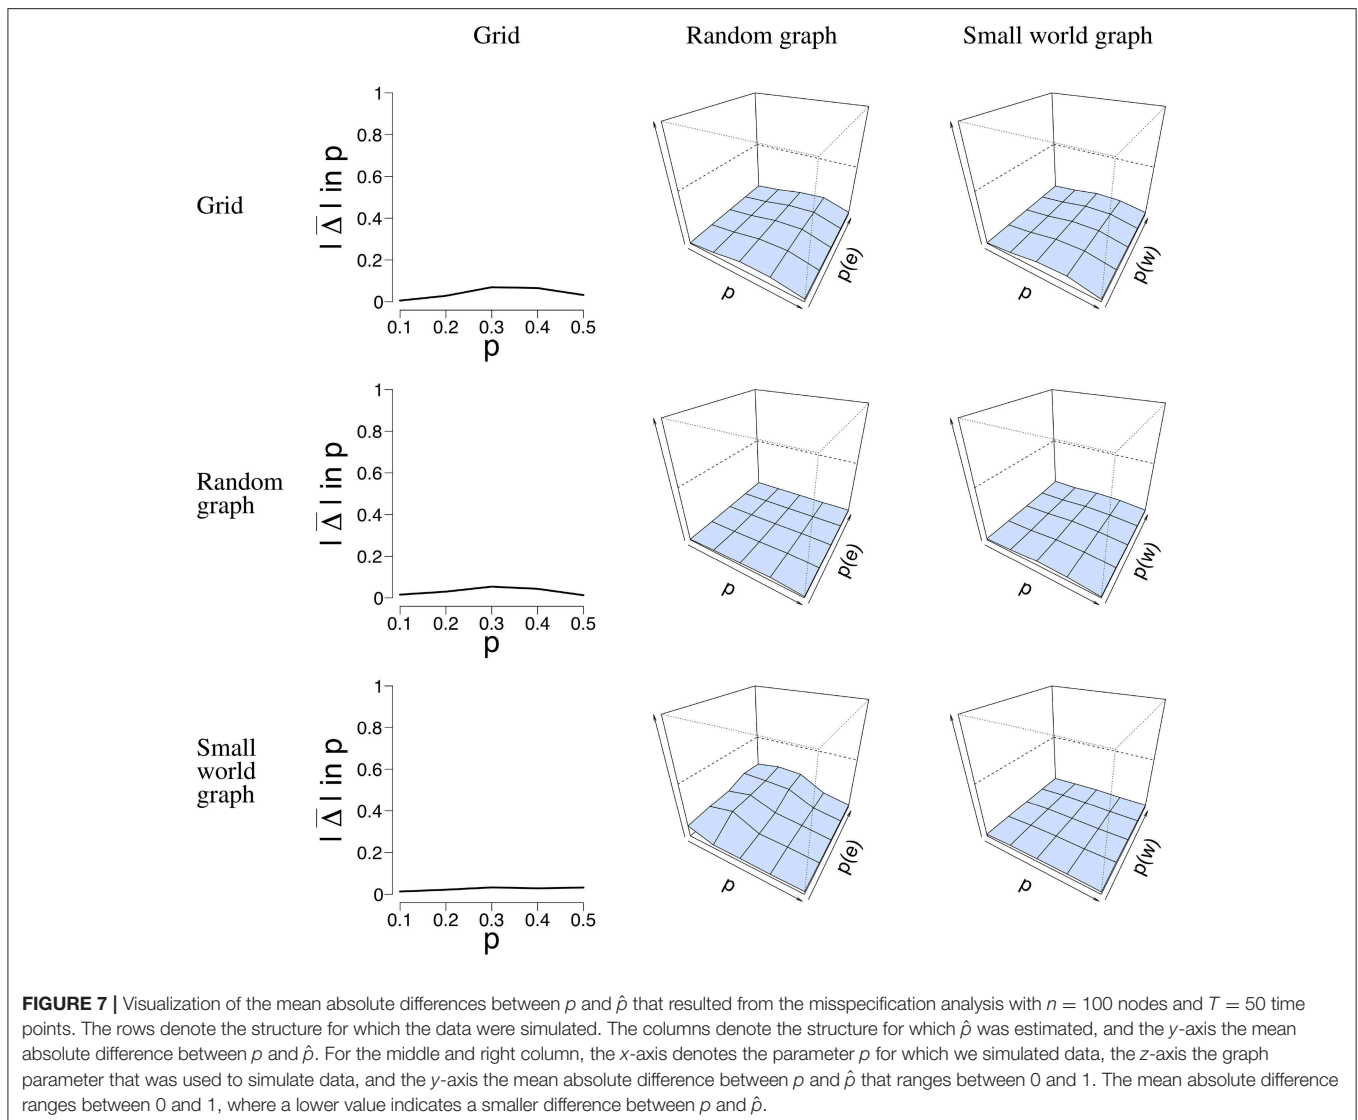 Grid Random graph Small world graph
Grid
| Δ̅ | in p
1
0.8
0.6
0.4
0.2
0
0.1 0.2 0.3 0.4 0.5
p
p
p(e)
p
p(w)
Random
graph
| Δ̅ | in p
1
0.8
0.6
0.4
0.2
0
0.1 0.2 0.3 0.4 0.5
p
p
p(e)
p
p(w)
Small
world
graph
| Δ̅ | in p
1
0.8
0.6
0.4
0.2
0
0.1 0.2 0.3 0.4 0.5
p
p
p(e)
p
p(w)
FIGURE 7 | Visualization of the mean absolute differences between p and p̂ that resulted from the misspecification analysis with n = 100 nodes and T = 50 time
points. The rows denote the structure for which the data were simulated. The columns denote the structure for which p̂ was estimated, and the y-axis the mean
absolute difference between p and p̂. For the middle and right column, the x-axis denotes the parameter p for which we simulated data, the z-axis the graph
parameter that was used to simulate data, and the y-axis the mean absolute difference between p and p̂ that ranges between 0 and 1. The mean absolute difference
ranges between 0 and 1, where a lower value indicates a smaller difference between p and p̂.